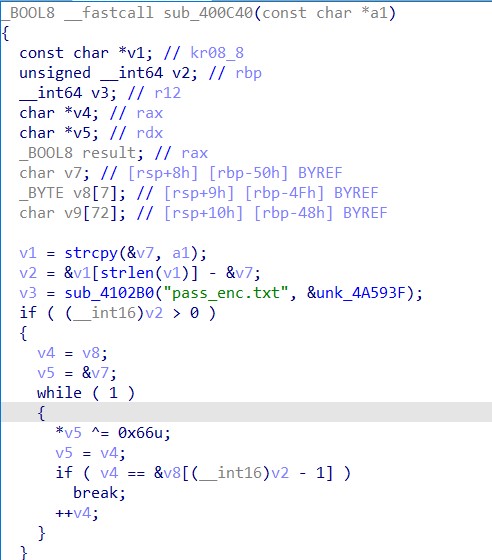 _BOOL8 __fastcall sub_400C40(const char *a1)
{
  const char *v1; // kr08_8
  unsigned __int64 v2; // rbp
  __int64 v3; // r12
  char *v4; // rax
  char *v5; // rdx
  _BOOL8 result; // rax
  char v7; // [rsp+8h] [rbp-50h] BYREF
  _BYTE v8[7]; // [rsp+9h] [rbp-4Fh] BYREF
  char v9[72]; // [rsp+10h] [rbp-48h] BYREF

  v1 = strcpy(&v7, a1);
  v2 = &v1[strlen(v1)] - &v7;
  v3 = sub_4102B0("pass_enc.txt", &unk_4A593F);
  if ( (__int16)v2 > 0 )
  {
    v4 = v8;
    v5 = &v7;
    while ( 1 )
    {
      *v5 ^= 0x66u;
      v5 = v4;
      if ( v4 == &v8[(__int16)v2 - 1] )
        break;
      ++v4;
    }
  }